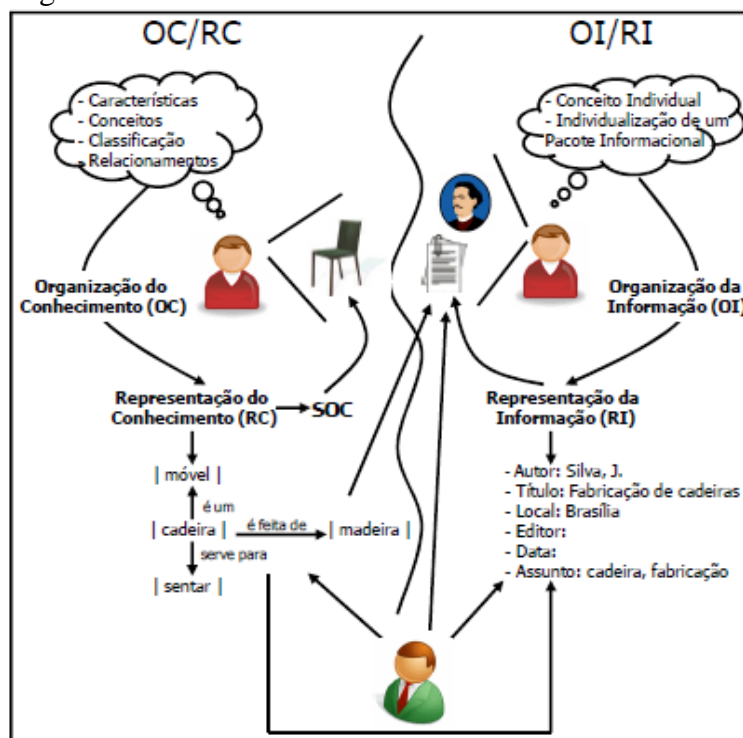 OC/RC
- Características
- Conceitos
- Classificação
- Relacionamentos
Organização do
Conhecimento (OC)
Representação do
Conhecimento (RC)
SOC
| móvel |
é um
| cadeira |
é feita de
| madeira |
serve para
| sentar |
OI/RI
- Conceito Individual
- Individualização de um
Pacote Informacional
Organização da
Informação (OI)
Representação da
Informação (RI)
- Autor: Silva, J.
- Título: Fabricação de cadeiras
- Local: Brasília
- Editor:
- Data:
- Assunto: cadeira, fabricação